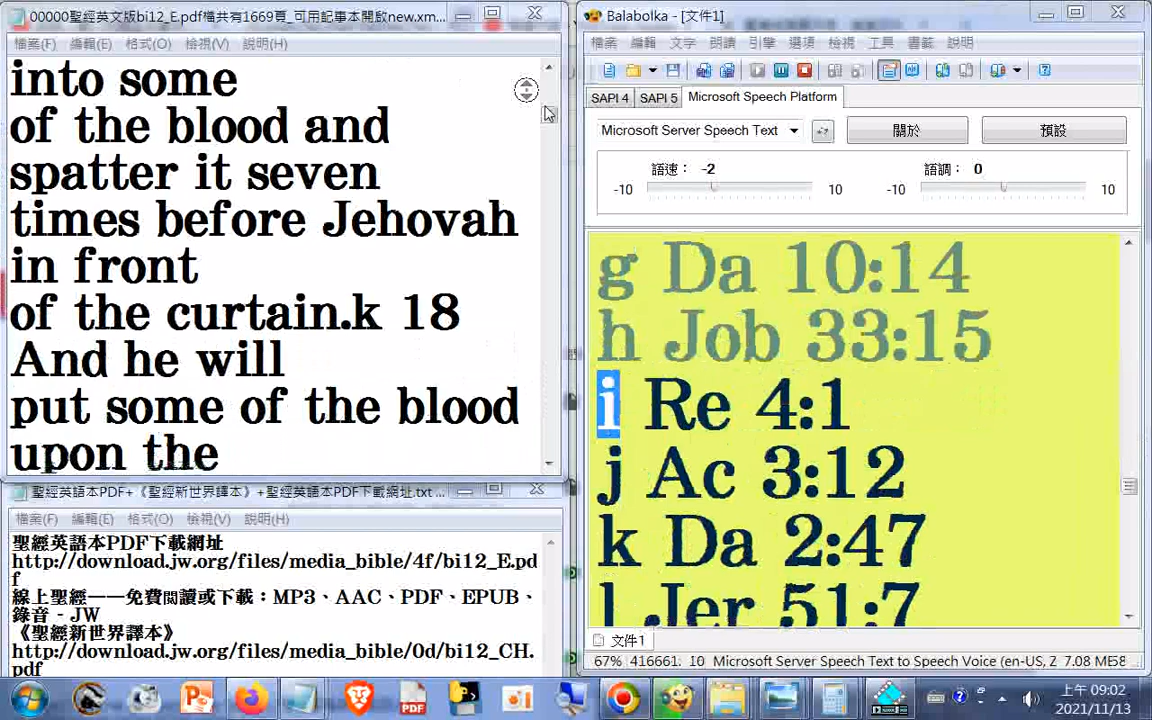 00000聖經英文版bi12_E.pdf檔共有1669頁_可用記事本開啟new.xm...
檔案(F) 編輯(E) 格式(O) 檢視(V) 說明(H)
into some
of the blood and
spatter it seven
times before Jehovah
in front
of the curtain.k 18
And he will
put some of the blood
upon the
聖經英語本PDF+《聖經新世界譯本》+聖經英語本PDF下載網址.txt ...
檔案(F) 編輯(E) 格式(O) 檢視(V) 說明(H)
聖經英語本PDF下載網址
http://download.jw.org/files/media_bible/4f/bi12_E.pd
f
線上聖經——免費閱讀或下載：MP3、AAC、PDF、EPUB、
錄音 - JW
《聖經新世界譯本》
http://download.jw.org/files/media_bible/0d/bi12_CH.
pdf
Balabolka - [文件1]
檔案 編輯 文字 朗讀 引擎 選項 檢視 工具 書籤 說明
SAPI 4 SAPI 5 Microsoft Speech Platform
Microsoft Server Speech Text 關於 預設
語速： -2 語調： 0
-10 10 -10 10
g Da 10:14
h Job 33:15
i Re 4:1
j Ac 3:12
k Da 2:47
l Jer 51:7
文件1
67% 416661: 10 Microsoft Server Speech Text to Speech Voice (en-US, Z 7.08 ME58
上午 09:02
2021/11/13